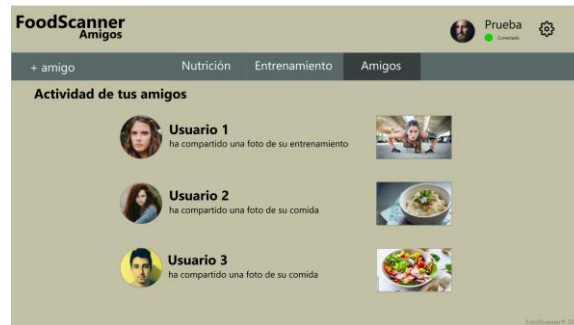 FoodScanner
Amigos
Prueba
Conectado
+ amigo
Nutrición
Entrenamiento
Amigos
Actividad de tus amigos
Usuario 1
ha compartido una foto de su entrenamiento
Usuario 2
ha compartido una foto de su comida
Usuario 3
ha compartido una foto de su comida
FoodScanner®